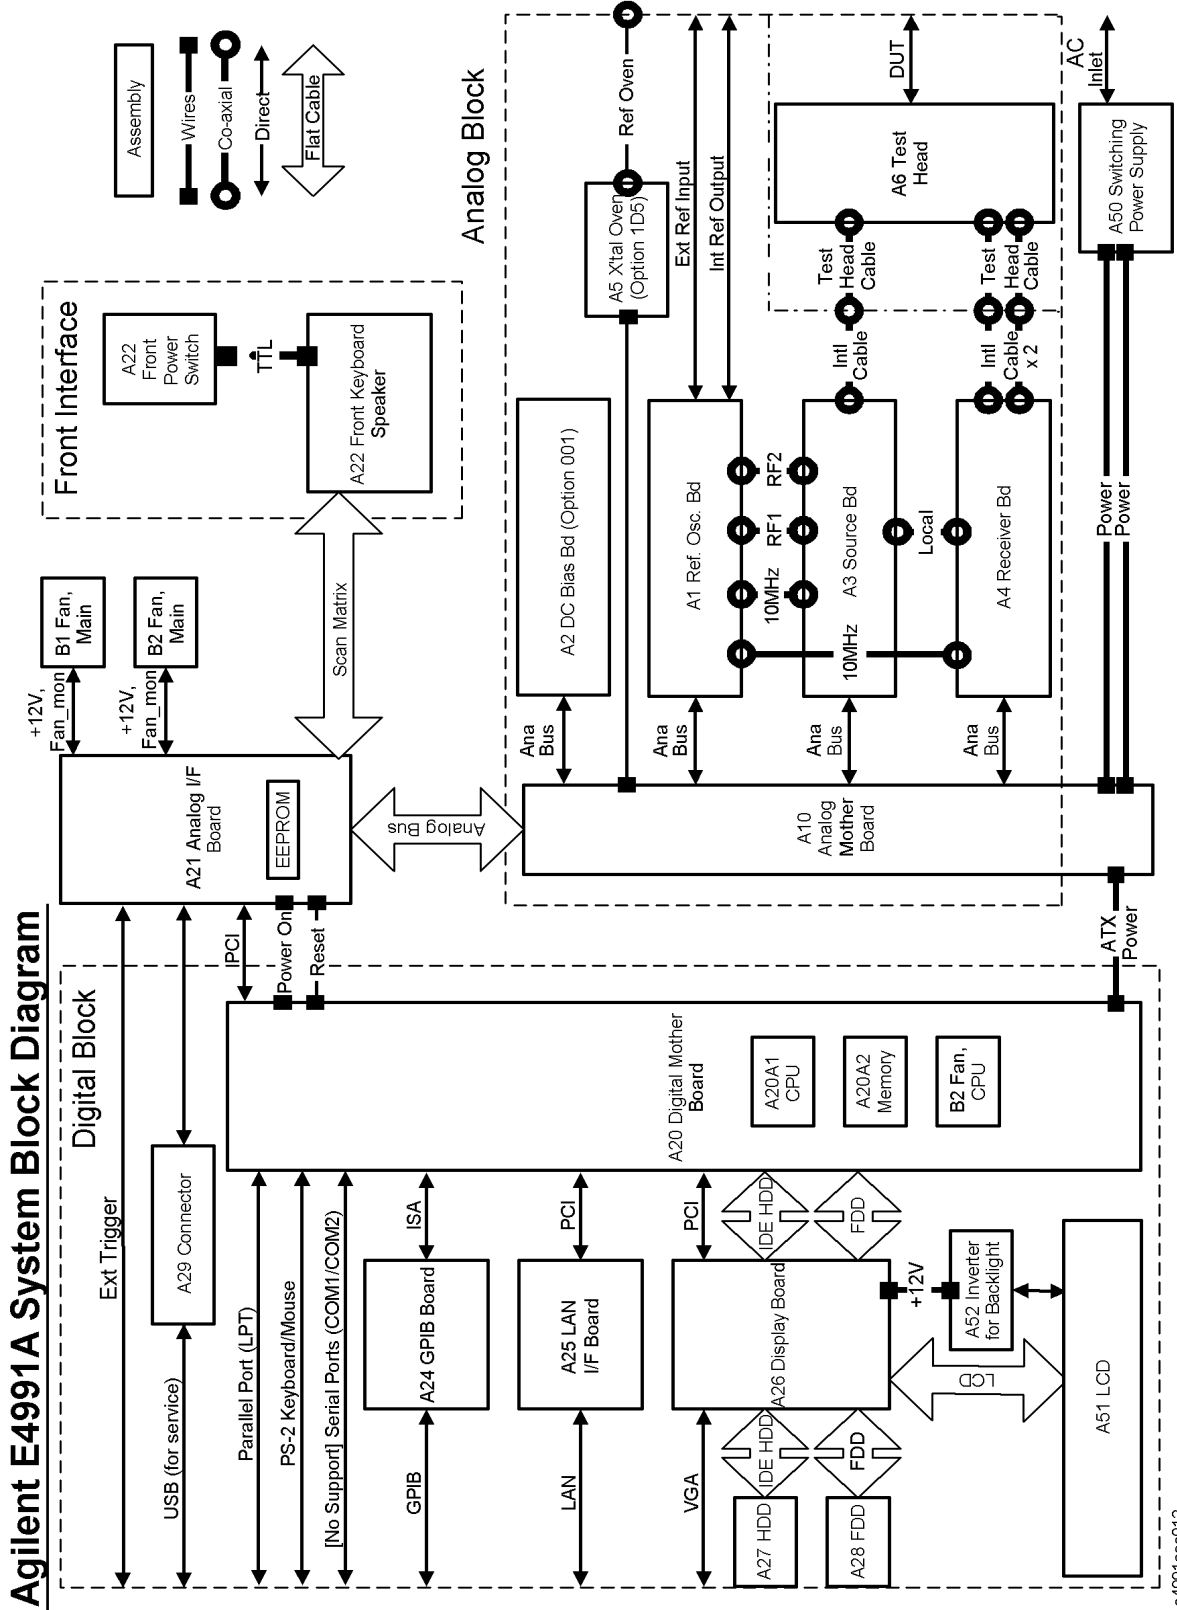 Agilent E4991A System Block Diagram
Digital Block
Ext Trigger
A29 Connector
USB (for service)
Parallel Port (LPT)
PS-2 Keyboard/Mouse
[No Support] Serial Ports (COM1/COM2)
GPIB
A24 GPIB Board
ISA
LAN
A25 LAN
I/F Board
PCI
VGA
A26 Display Board
PCI
IDE HDD
FDD
IDE HDD
FDD
A27 HDD
A28 FDD
+12V
A52 Inverter
for Backlight
LCD
A51 LCD
A20 Digital Mother
Board
A20A1
CPU
A20A2
Memory
B2 Fan,
CPU
PCI
Power On
Reset
ATX
Power
A21 Analog I/F
Board
EEPROM
+12V,
Fan_mon
+12V,
Fan_mon
B1 Fan,
Main
B2 Fan,
Main
Scan Matrix
Analog Bus
Front Interface
A22
Front
Power
Switch
TTL
A22 Front Keyboard
Speaker
Assembly
Wires
Co-axial
Direct
Flat Cable
Analog Block
A10
Analog
Mother
Board
Ana
Bus
Ana
Bus
Ana
Bus
Ana
Bus
A2 DC Bias Bd (Option 001)
A5 X'tal Oven
(Option 1D5)
Ref Oven
Ext Ref Input
Int Ref Output
A1 Ref. Osc. Bd
10MHz
RF1
RF2
A3 Source Bd
10MHz
Local
A4 Receiver Bd
Intl
Cable
Test
Head
Cable
Intl
Cable
x 2
Test
Head
Cable
A6 Test
Head
DUT
Power
Power
A50 Switching
Power Supply
AC
Inlet